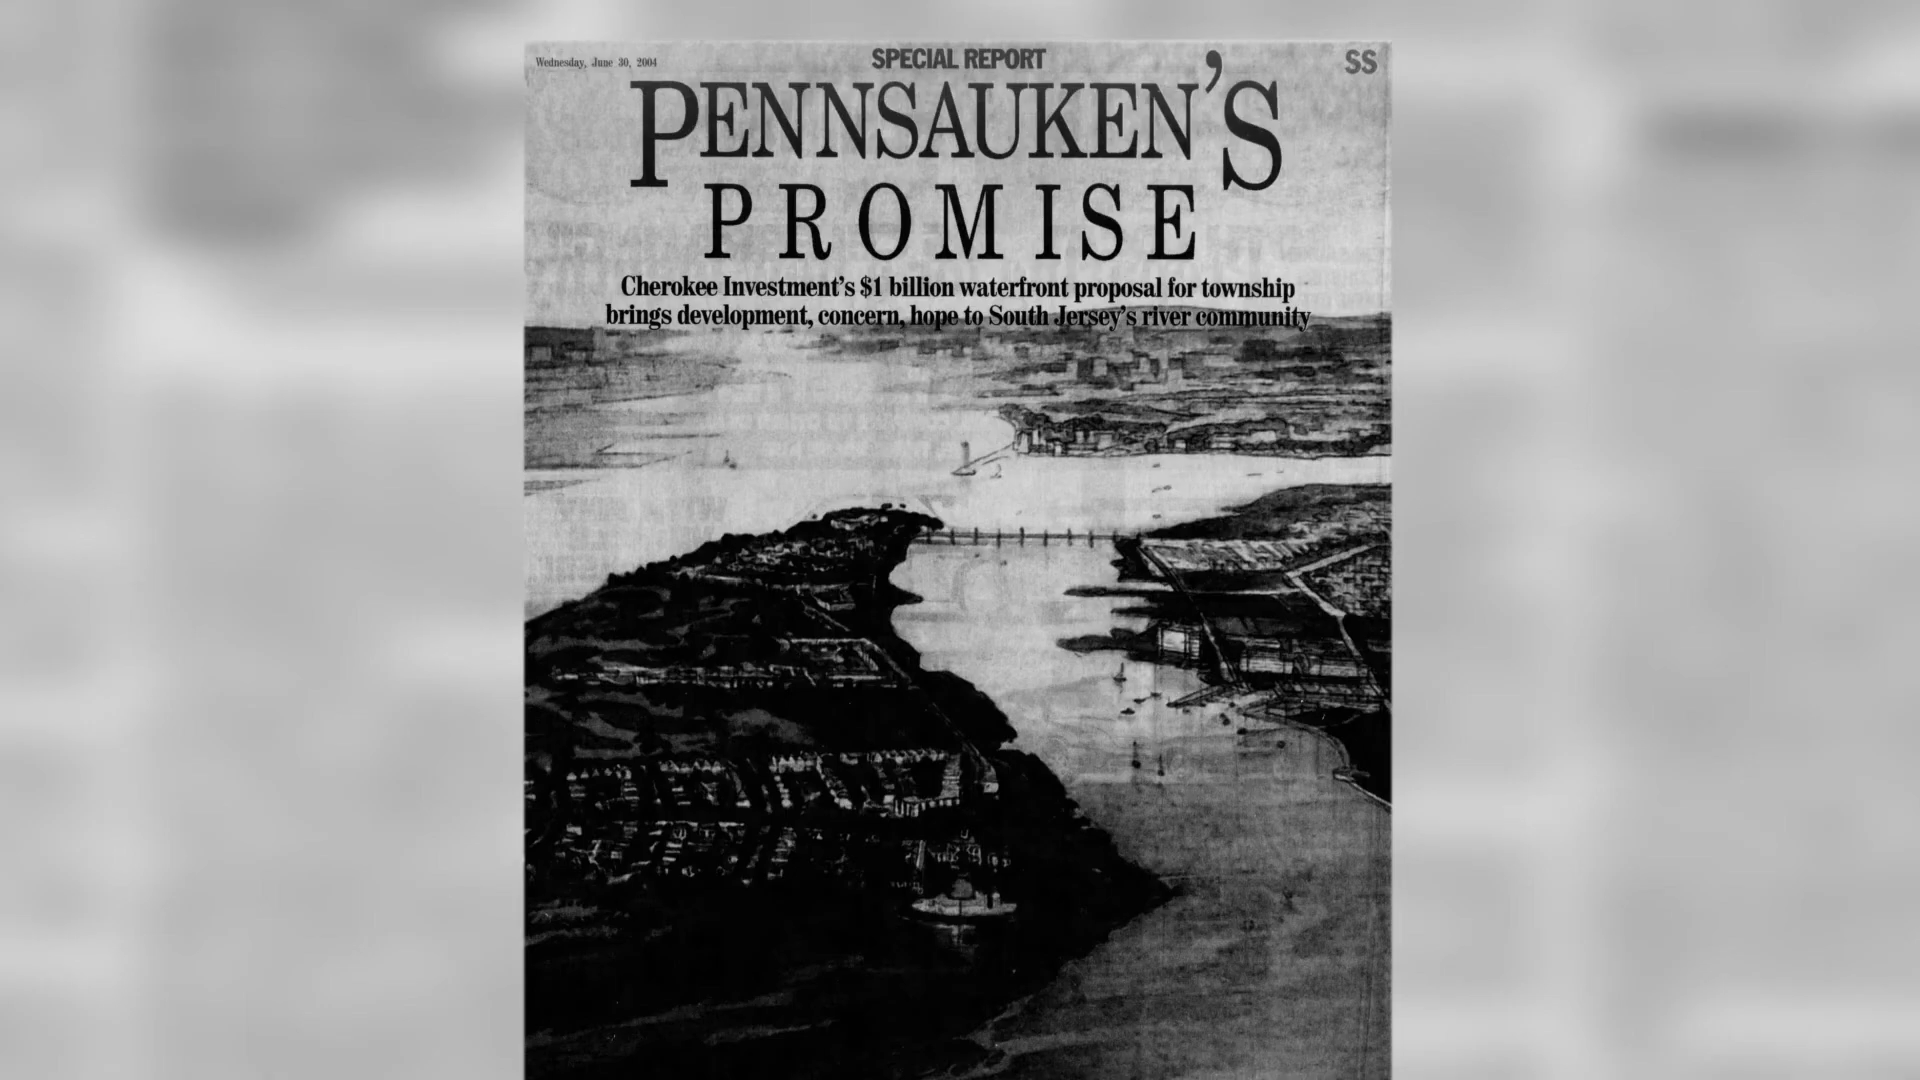 Wednesday, June 30, 2004
SPECIAL REPORT
SS
PENNSAUKEN'S
PROMISE
Cherokee Investment's $1 billion waterfront proposal for township
brings development, concern, hope to South Jersey's river community